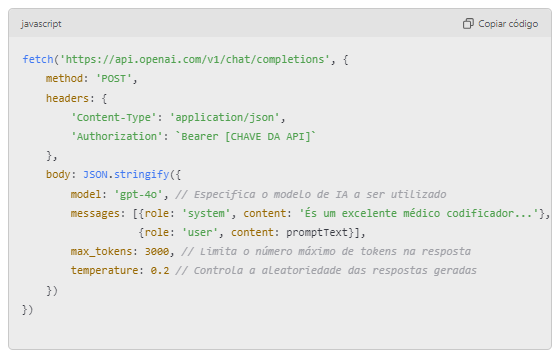 javascript
Copiar código
fetch('https://api.openai.com/v1/chat/completions', {
    method: 'POST',
    headers: {
        'Content-Type': 'application/json',
        'Authorization': `Bearer [CHAVE DA API]`
    },
    body: JSON.stringify({
        model: 'gpt-4o', // Especifica o modelo de IA a ser utilizado
        messages: [{role: 'system', content: 'És um excelente médico codificador...'},
                   {role: 'user', content: promptText}],
        max_tokens: 3000, // Limita o número máximo de tokens na resposta
        temperature: 0.2 // Controla a aleatoriedade das respostas geradas
    })
})